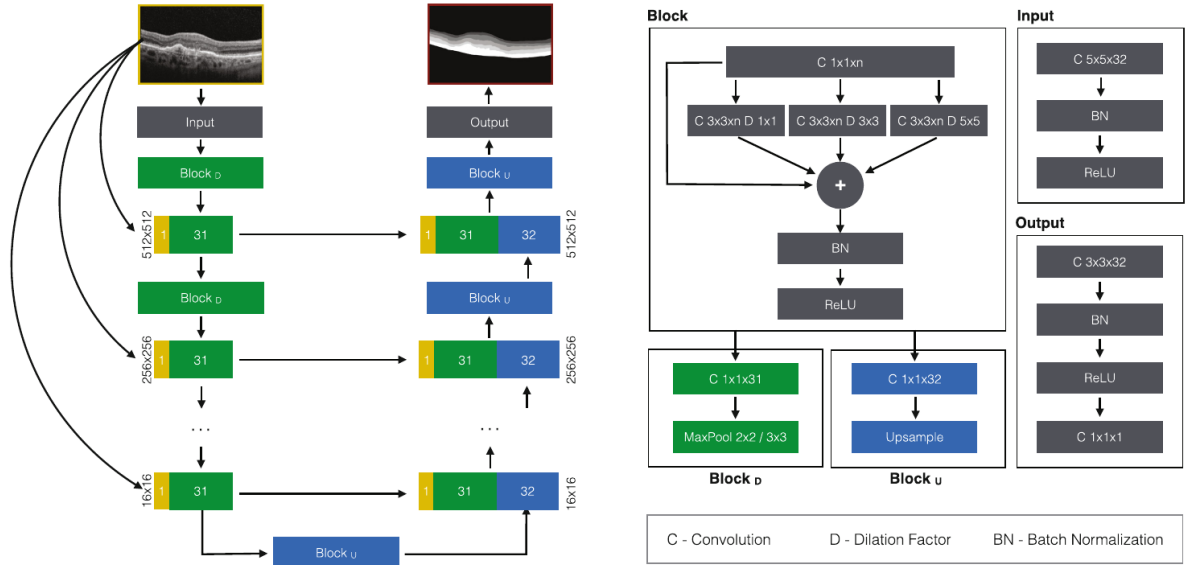 Input
Output
Block D
Block U
1
31
512x512
1
31
32
512x512
Block D
Block U
1
31
256x256
1
31
32
256x256
...
...
1
31
16x16
1
31
32
16x16
Block U
Block
C 1x1xn
C 3x3xn D 1x1
C 3x3xn D 3x3
C 3x3xn D 5x5
+
BN
ReLU
C 1x1x31
MaxPool 2x2 / 3x3
Block D
C 1x1x32
Upsample
Block U
Input
C 5x5x32
BN
ReLU
Output
C 3x3x32
BN
ReLU
C 1x1x1
C - Convolution
D - Dilation Factor
BN - Batch Normalization